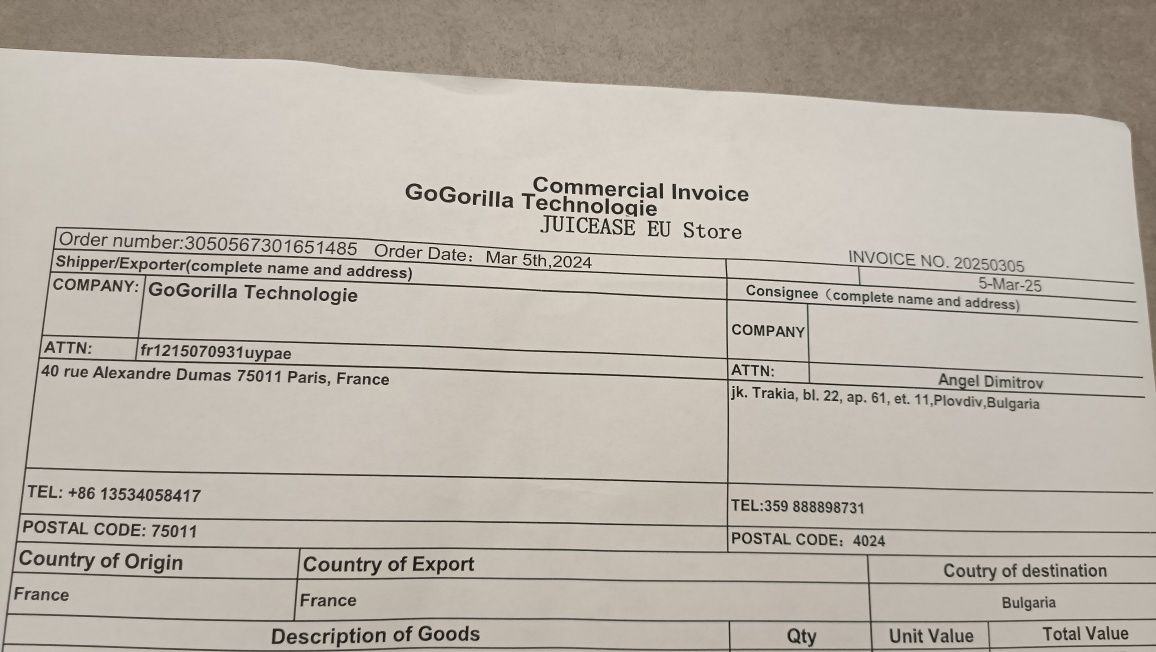 Commercial Invoice
GoGorilla Technologie
JUICEASE EU Store
Order number:3050567301651485 Order Date: Mar 5th,2024
INVOICE NO. 20250305
Shipper/Exporter(complete name and address)
5-Mar-25
COMPANY: GoGorilla Technologie
Consignee (complete name and address)
COMPANY
ATTN: fr1215070931uypae
ATTN: Angel Dimitrov
40 rue Alexandre Dumas 75011 Paris, France
jk. Trakia, bl. 22, ap. 61, et. 11,Plovdiv,Bulgaria
TEL: +86 13534058417
TEL:359 888898731
POSTAL CODE: 75011
POSTAL CODE: 4024
Country of Origin Country of Export Coutry of destination
France France Bulgaria
Description of Goods Qty Unit Value Total Value